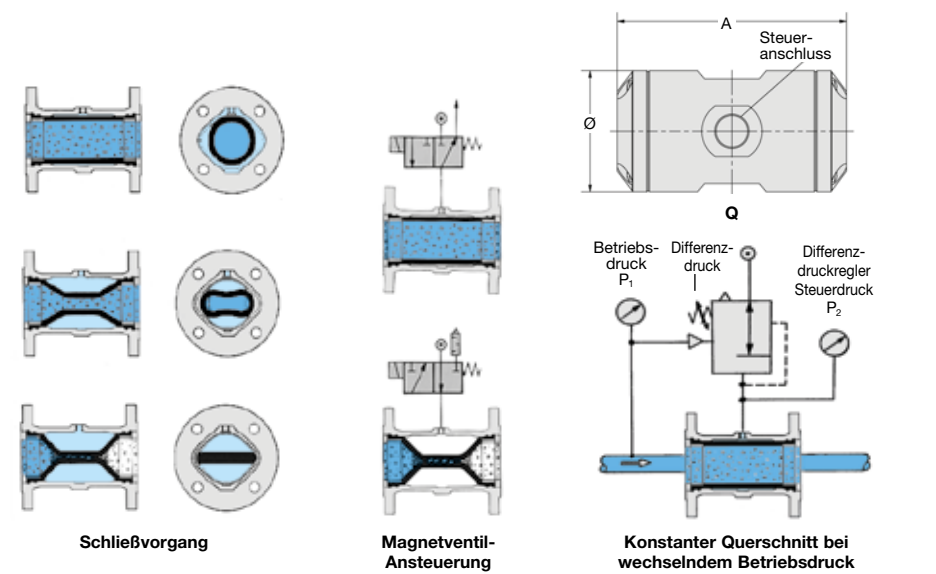 A
Steuer-
anschluss
Ø
Q
Betriebs-
druck
P₁
Differenz-
druck
Differenz-
druckregler
Steuerdruck
P₂
Schließvorgang
Magnetventil-
Ansteuerung
Konstanter Querschnitt bei
wechselndem Betriebsdruck